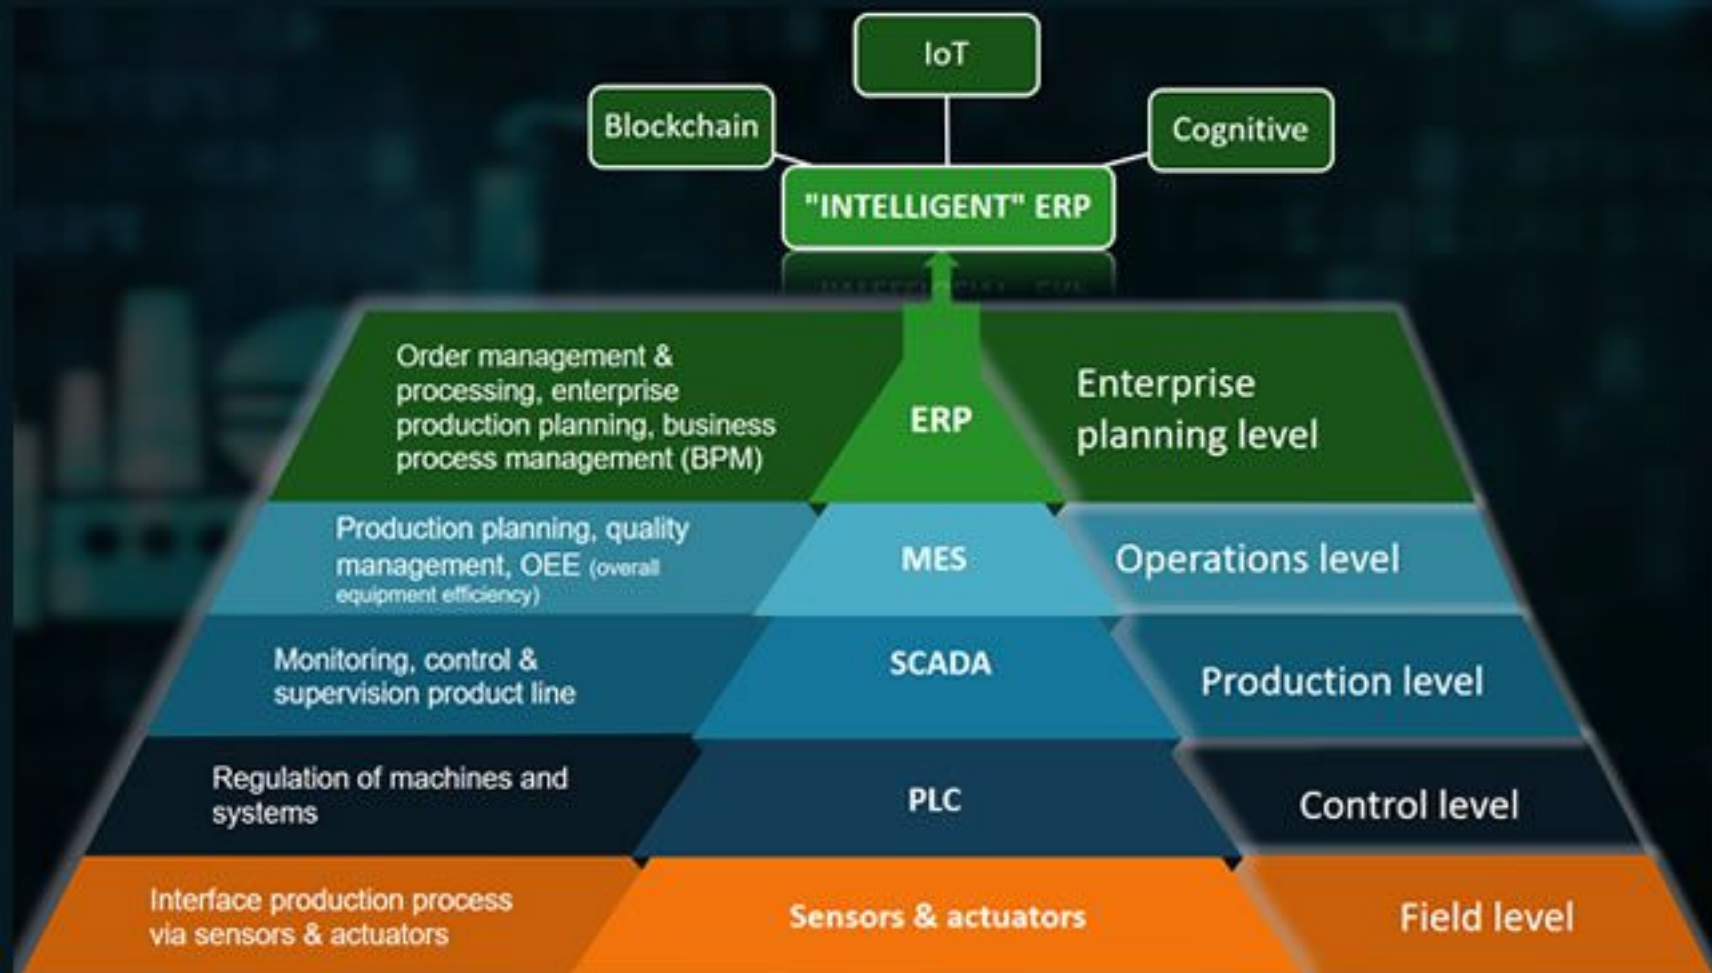 IoT
Blockchain
Cognitive
"INTELLIGENT" ERP
Order management &
processing, enterprise
production planning, business
process management (BPM)
ERP
Enterprise
planning level
Production planning, quality
management, OEE (overall
equipment efficiency)
MES
Operations level
Monitoring, control &
supervision product line
SCADA
Production level
Regulation of machines and
systems
PLC
Control level
Interface production process
via sensors & actuators
Sensors & actuators
Field level